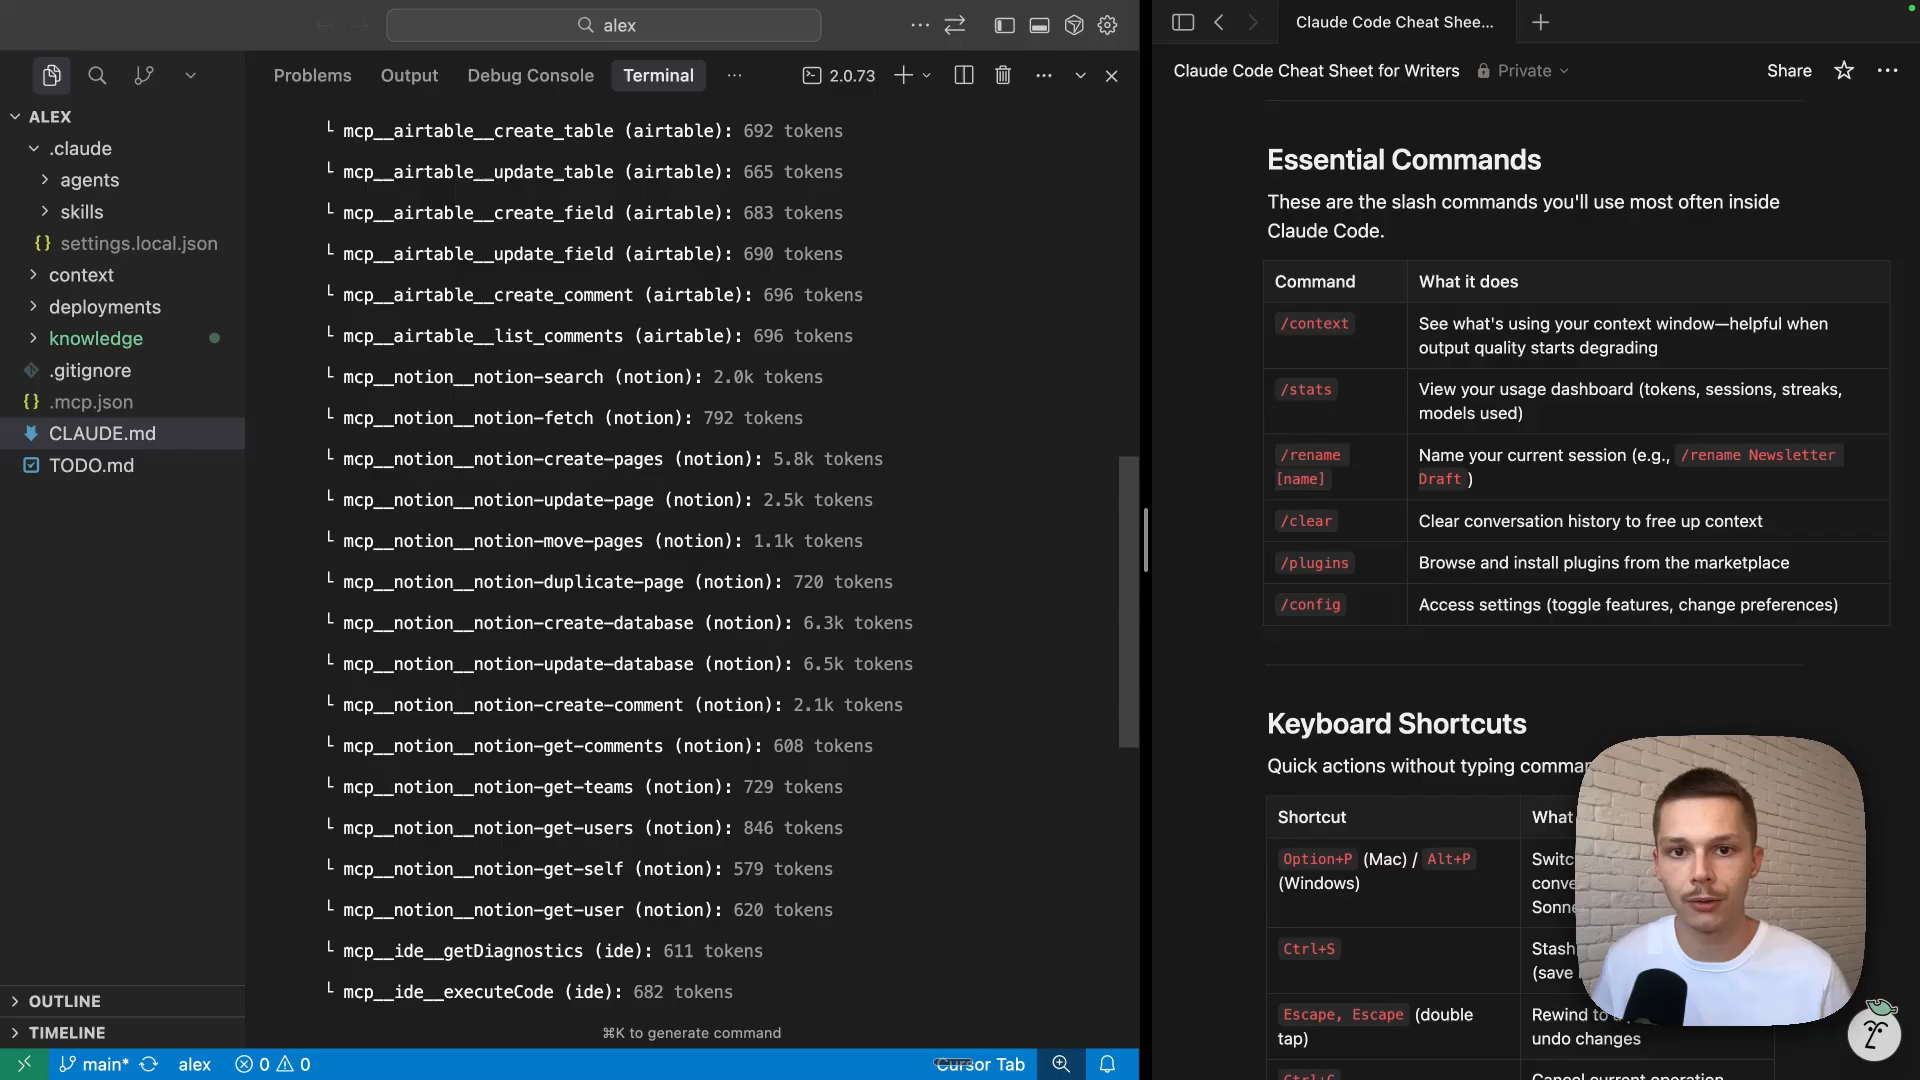 alex
Problems
Output
Debug Console
Terminal
2.0.73
ALEX
.claude
agents
skills
{} settings.local.json
context
deployments
knowledge
.gitignore
{} .mcp.json
CLAUDE.md
TODO.md
OUTLINE
TIMELINE
└ mcp__airtable__create_table (airtable): 692 tokens
└ mcp__airtable__update_table (airtable): 665 tokens
└ mcp__airtable__create_field (airtable): 683 tokens
└ mcp__airtable__update_field (airtable): 690 tokens
└ mcp__airtable__create_comment (airtable): 696 tokens
└ mcp__airtable__list_comments (airtable): 696 tokens
└ mcp__notion__notion-search (notion): 2.0k tokens
└ mcp__notion__notion-fetch (notion): 792 tokens
└ mcp__notion__notion-create-pages (notion): 5.8k tokens
└ mcp__notion__notion-update-page (notion): 2.5k tokens
└ mcp__notion__notion-move-pages (notion): 1.1k tokens
└ mcp__notion__notion-duplicate-page (notion): 720 tokens
└ mcp__notion__notion-create-database (notion): 6.3k tokens
└ mcp__notion__notion-update-database (notion): 6.5k tokens
└ mcp__notion__notion-create-comment (notion): 2.1k tokens
└ mcp__notion__notion-get-comments (notion): 608 tokens
└ mcp__notion__notion-get-teams (notion): 729 tokens
└ mcp__notion__notion-get-users (notion): 846 tokens
└ mcp__notion__notion-get-self (notion): 579 tokens
└ mcp__notion__notion-get-user (notion): 620 tokens
└ mcp__ide__getDiagnostics (ide): 611 tokens
└ mcp__ide__executeCode (ide): 682 tokens
⌘K to generate command
main*
alex
0
0
Cursor Tab
Claude Code Cheat Shee...
Claude Code Cheat Sheet for Writers
Private
Share
Essential Commands
These are the slash commands you'll use most often inside
Claude Code.
Command
What it does
/context
See what's using your context window—helpful when
output quality starts degrading
/stats
View your usage dashboard (tokens, sessions, streaks,
models used)
/rename
[name]
Name your current session (e.g., /rename Newsletter
Draft )
/clear
Clear conversation history to free up context
/plugins
Browse and install plugins from the marketplace
/config
Access settings (toggle features, change preferences)
Keyboard Shortcuts
Quick actions without typing
Shortcut
What
Option+P (Mac) / Alt+P
(Windows)
Ctrl+S
Stash
(save
Escape, Escape (double
tap)
Rewind to
undo changes
Ctrl+C
Cancel current operation